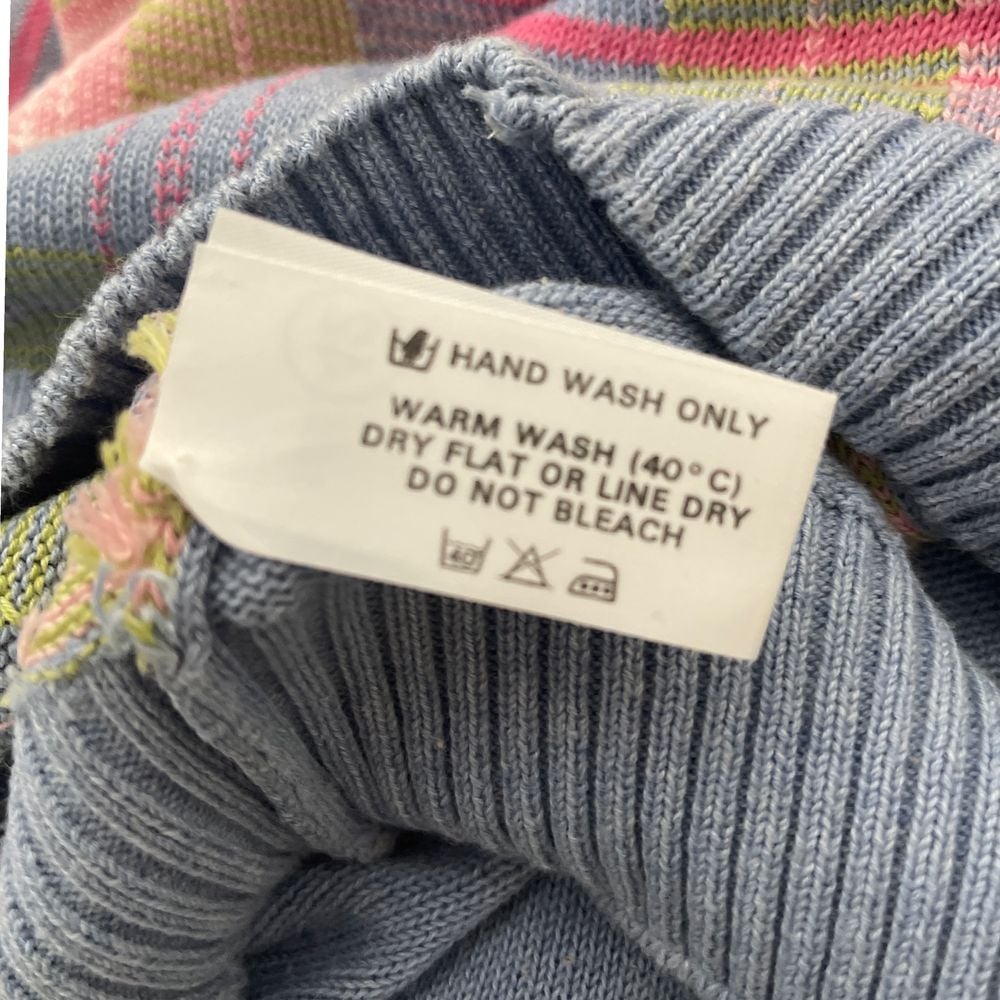 HAND WASH ONLY
WARM WASH (40°C)
DRY FLAT OR LINE DRY
DO NOT BLEACH
40